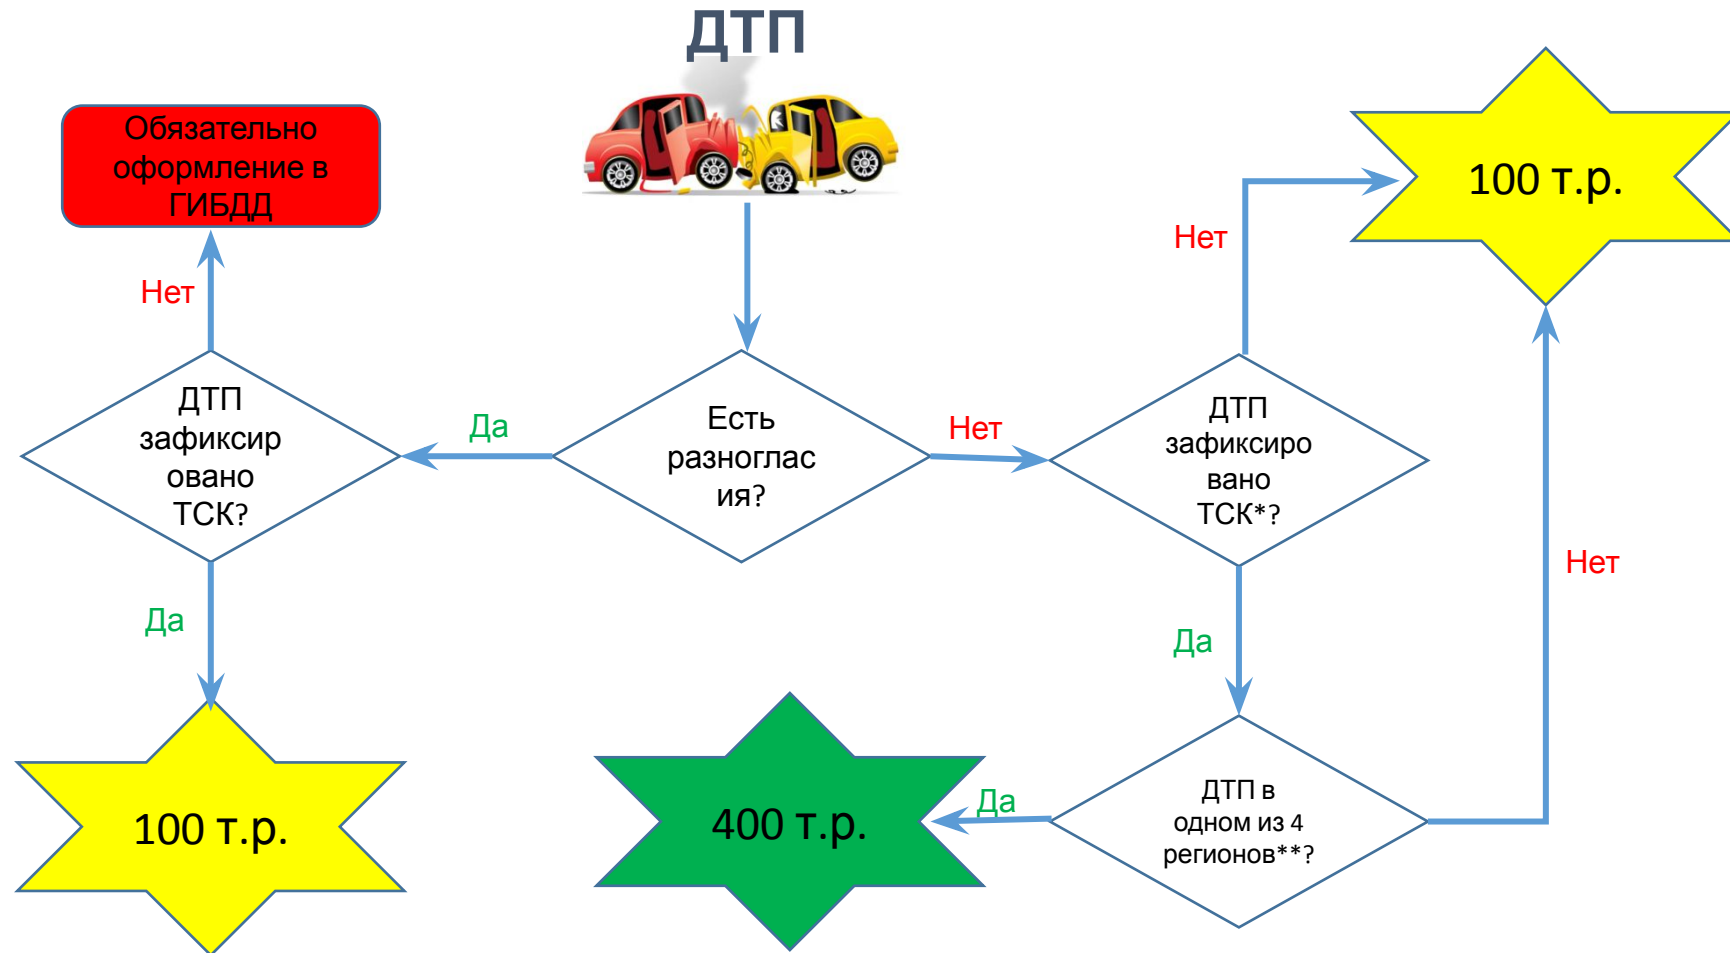 ДТП
Обязательно
оформление в
ГИБДД
100 т.р.
Нет
Нет
ДТП
зафиксир
овано
ТСК?
Да
Есть
разноглас
ия?
Нет
ДТП
зафиксиро
вано
ТСК*?
Нет
Да
Да
100 т.р.
400 т.р.
Да
ДТП в
одном из 4
регионов**?